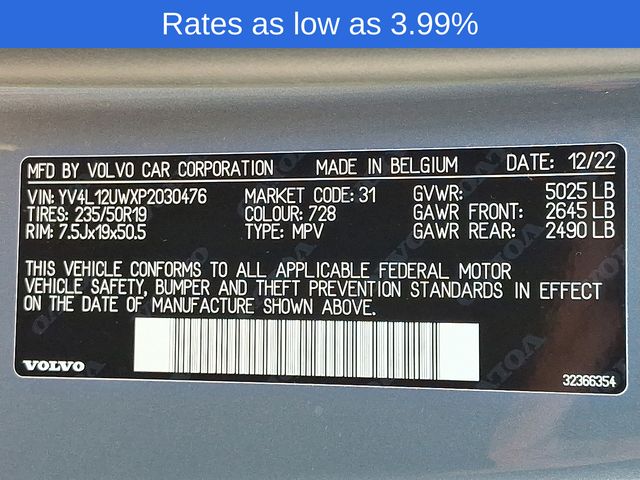 Rates as low as 3.99%
MFD BY VOLVO CAR CORPORATION MADE IN BELGIUM DATE: 12/22
VIN: YV4L12UWXP2030476 MARKET CODE: 31 GVWR: 5025 LB
TIRES: 235/50R19 COLOUR: 728 GAWR FRONT: 2645 LB
RIM: 7.5Jx19x50.5 TYPE: MPV GAWR REAR: 2490 LB
THIS VEHICLE CONFORMS TO ALL APPLICABLE FEDERAL MOTOR
VEHICLE SAFETY, BUMPER AND THEFT PREVENTION STANDARDS IN EFFECT
ON THE DATE OF MANUFACTURE SHOWN ABOVE.
VOLVO
32366354